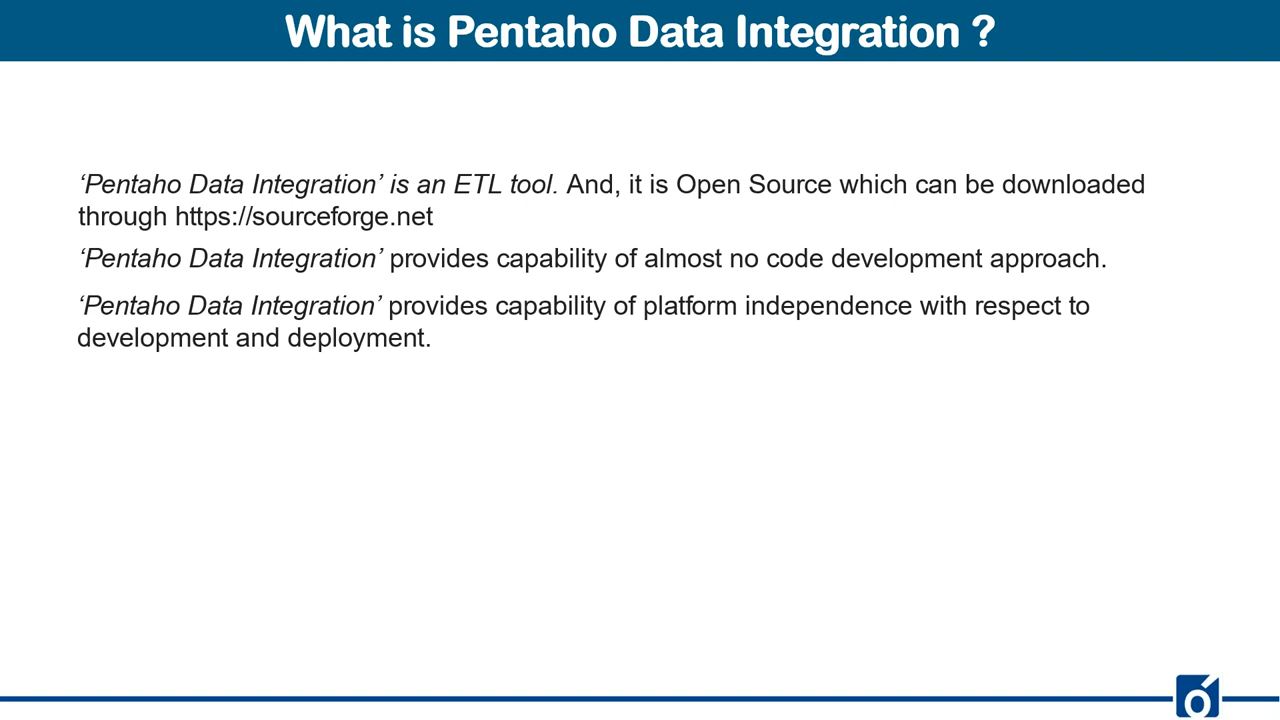 What is Pentaho Data Integration ?
‘Pentaho Data Integration’ is an ETL tool. And, it is Open Source which can be downloaded
through https://sourceforge.net
‘Pentaho Data Integration’ provides capability of almost no code development approach.
‘Pentaho Data Integration’ provides capability of platform independence with respect to
development and deployment.